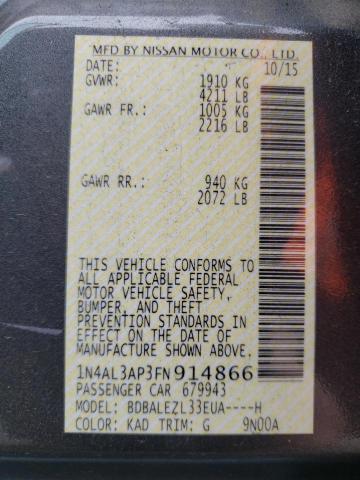 MFD BY NISSAN MOTOR CO., LTD.
DATE: 10/15
GVWR: 1910 KG
4211 LB
GAWR FR.: 1005 KG
2216 LB
GAWR RR.: 940 KG
2072 LB
THIS VEHICLE CONFORMS TO
ALL APPLICABLE FEDERAL
MOTOR VEHICLE SAFETY,
BUMPER, AND THEFT
PREVENTION STANDARDS IN
EFFECT ON THE DATE OF
MANUFACTURE SHOWN ABOVE.
1N4AL3AP3FN914866
PASSENGER CAR 679943
MODEL: BDBALEZL33EUA----H
COLOR: KAD TRIM: G 9N00A